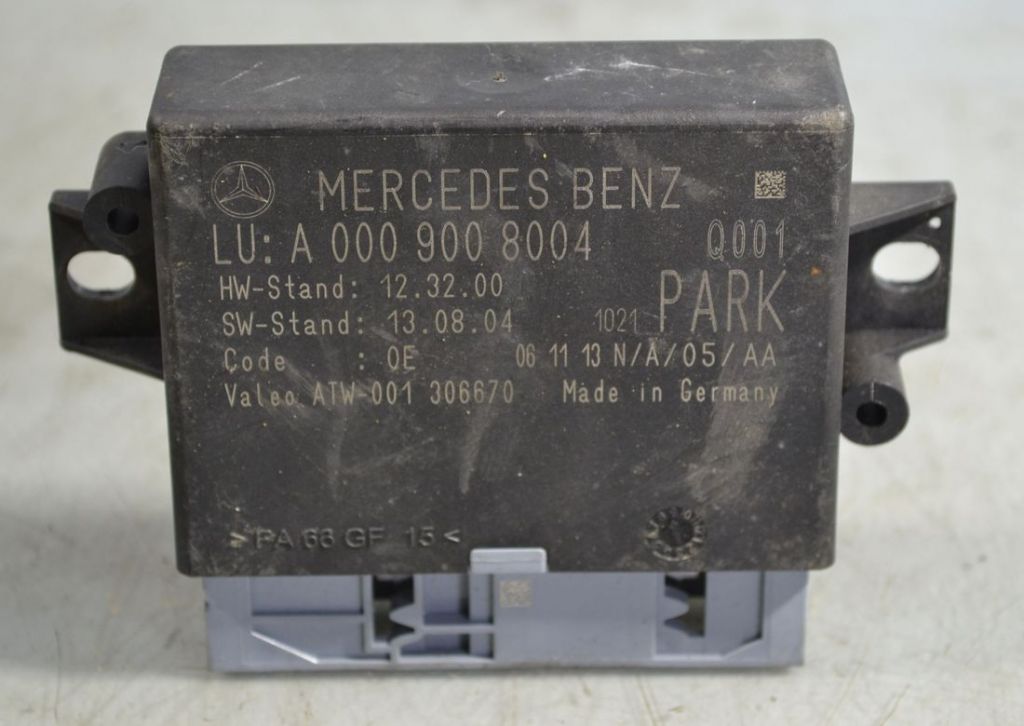 MERCEDES BENZ
LU: A 000 900 8004 Q001
HW-Stand: 12.32.00
SW-Stand: 13.08.04 1021 PARK
Code : 0E 06 11 13 N/A/05/AA
Valeo ATW-001 306670 Made in Germany
>PA 66 GF 15<